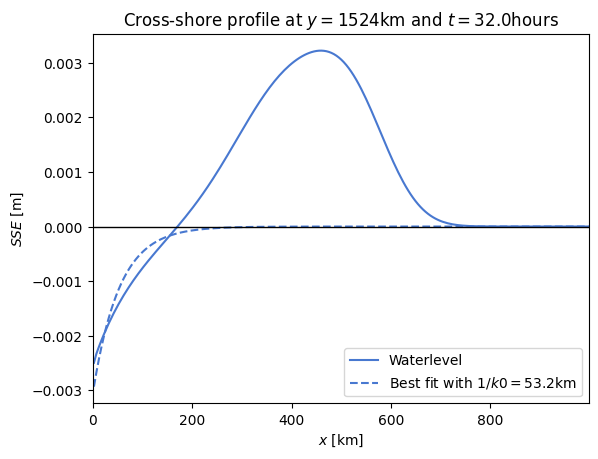 Cross-shore profile at y = 1524km and t = 32.0hours
0.003
0.002
0.001
0.000
−0.001
−0.002
−0.003
SSE [m]
0 200 400 600 800
x [km]
Waterlevel
Best fit with 1/k0 = 53.2km